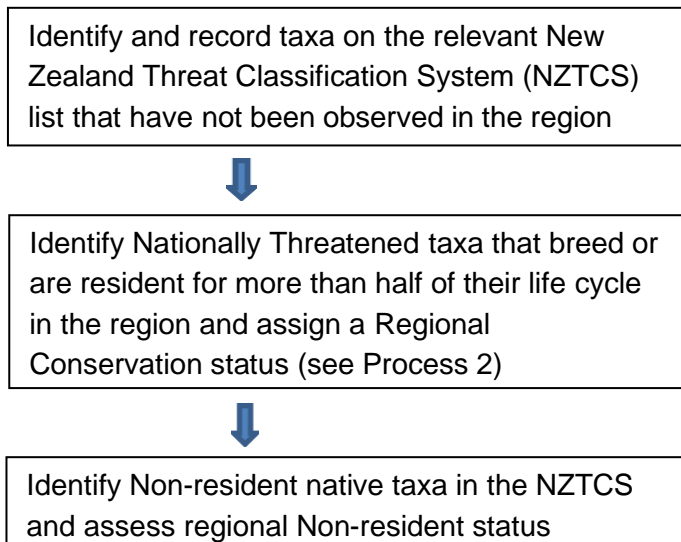 Identify and record taxa on the relevant New
Zealand Threat Classification System (NZTCS)
list that have not been observed in the region
Identify Nationally Threatened taxa that breed or
are resident for more than half of their life cycle
in the region and assign a Regional
Conservation status (see Process 2)
Identify Non-resident native taxa in the NZTCS
and assess regional Non-resident status